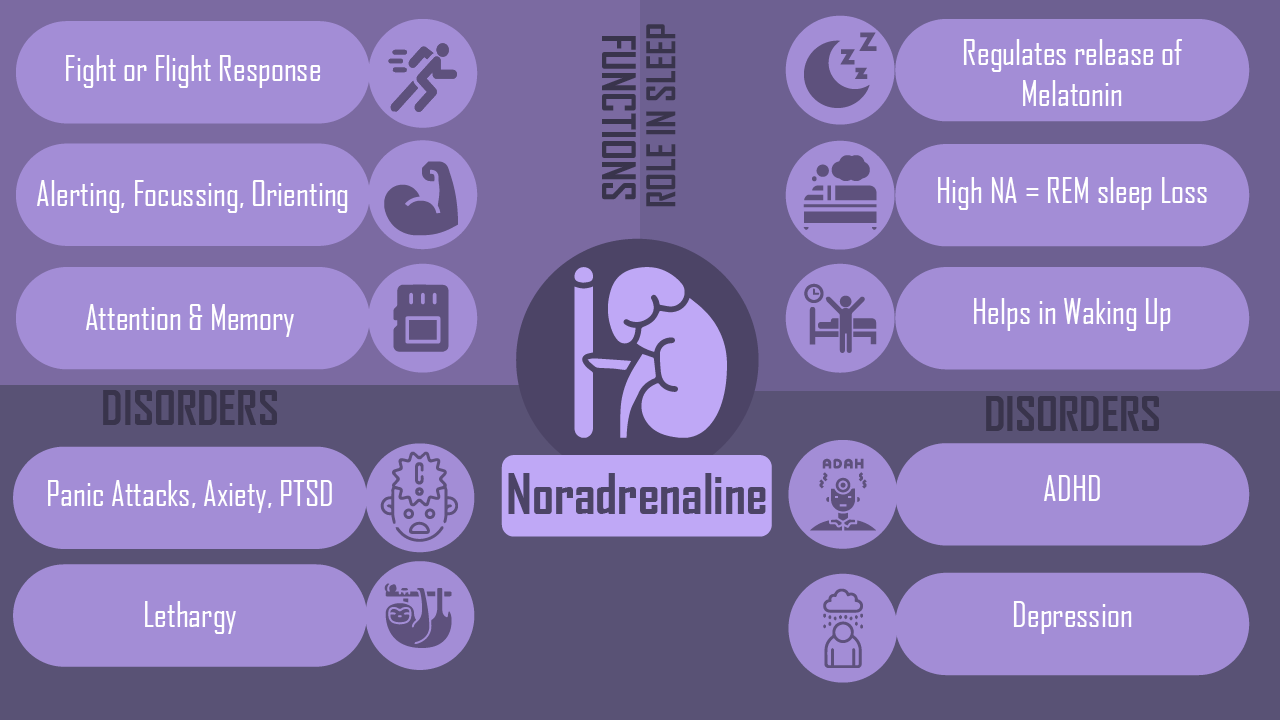 FUNCTIONS
Fight or Flight Response
Alerting, Focussing, Orienting
Attention & Memory
ROLE IN SLEEP
Regulates release of
Melatonin
High NA = REM sleep Loss
Helps in Waking Up
Noradrenaline
DISORDERS
Panic Attacks, Axiety, PTSD
Lethargy
DISORDERS
ADAH
ADHD
Depression